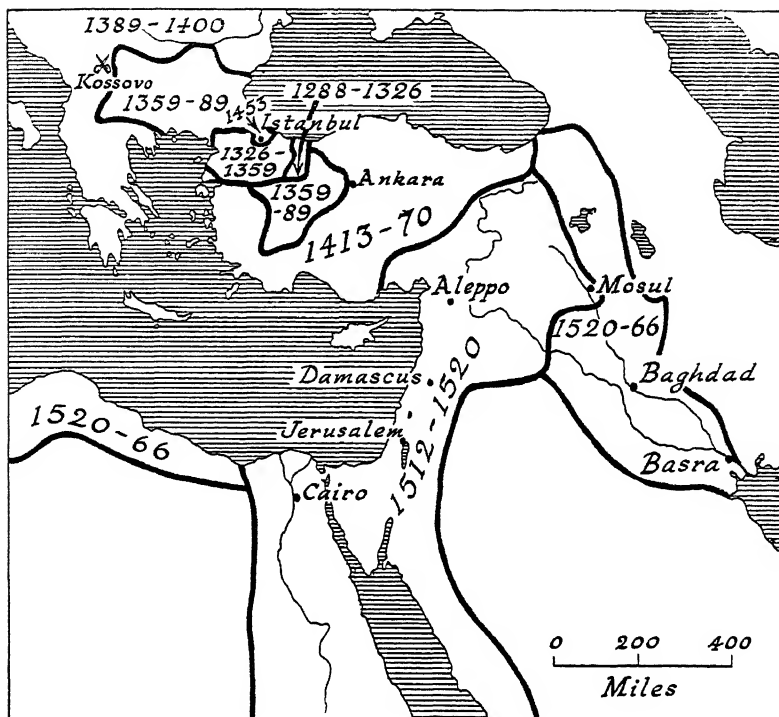 1389-1400
Kossovo
1359-89
1453
1288-1326
Istanbul
1326-
1359
1359
-89
Ankara
1413-70
Aleppo
Mosul
1520-66
Damascus
Baghdad
1512-1520
1520-66
Jerusalem
Basra
Cairo
0 200 400
Miles